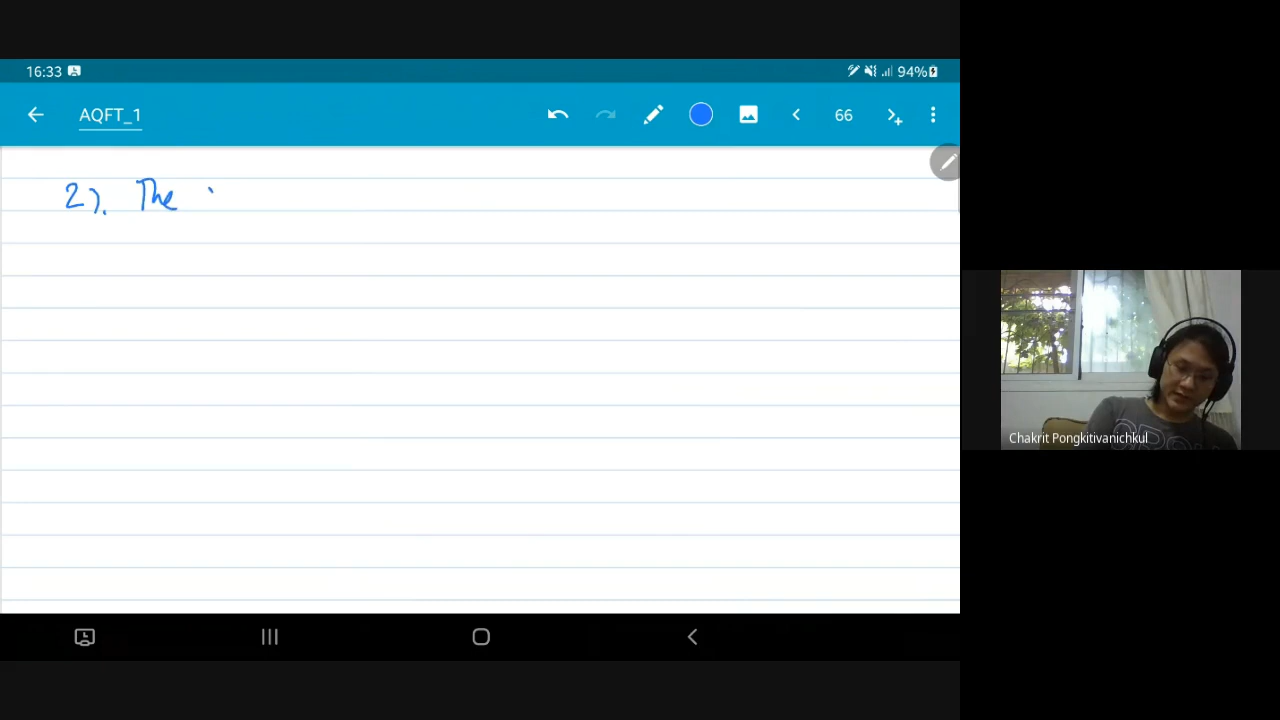 16:33
94%
AQFT_1
66
2). The
Chakrit Pongkitivanichkul